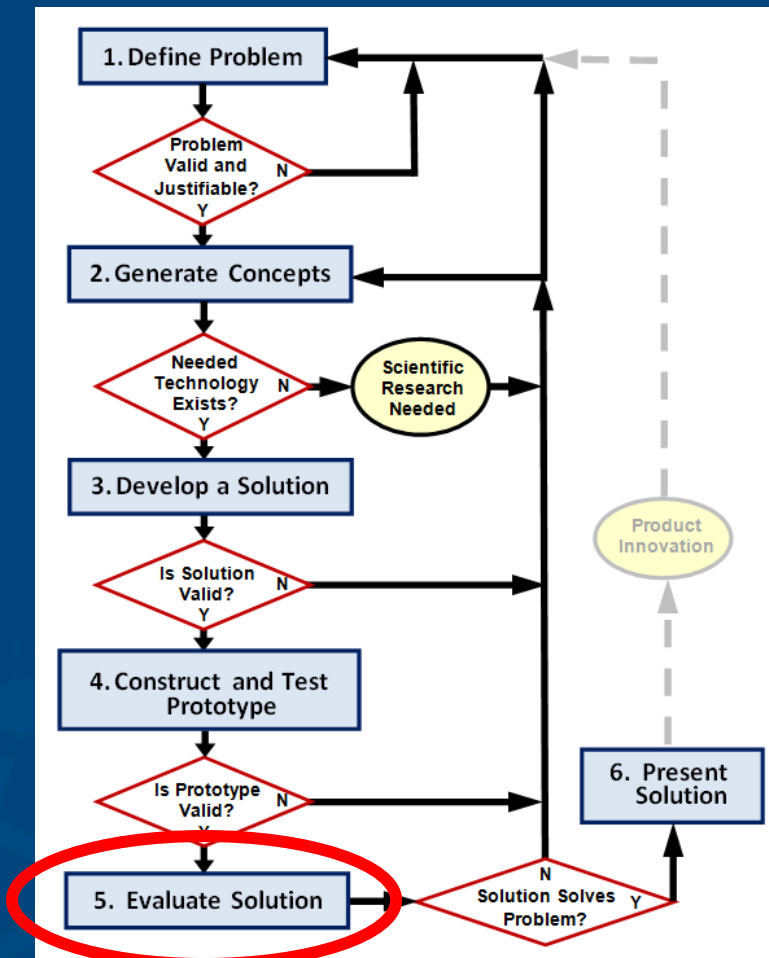 1. Define Problem
Problem
Valid and
Justifiable?
N
Y
2. Generate Concepts
Needed
Technology
Exists?
N
Y
Scientific
Research
Needed
3. Develop a Solution
Product
Innovation
Is Solution
Valid?
N
Y
4. Construct and Test
Prototype
6. Present
Solution
Is Prototype
Valid?
N
Y
5. Evaluate Solution
N
Solution Solves
Problem?
Y